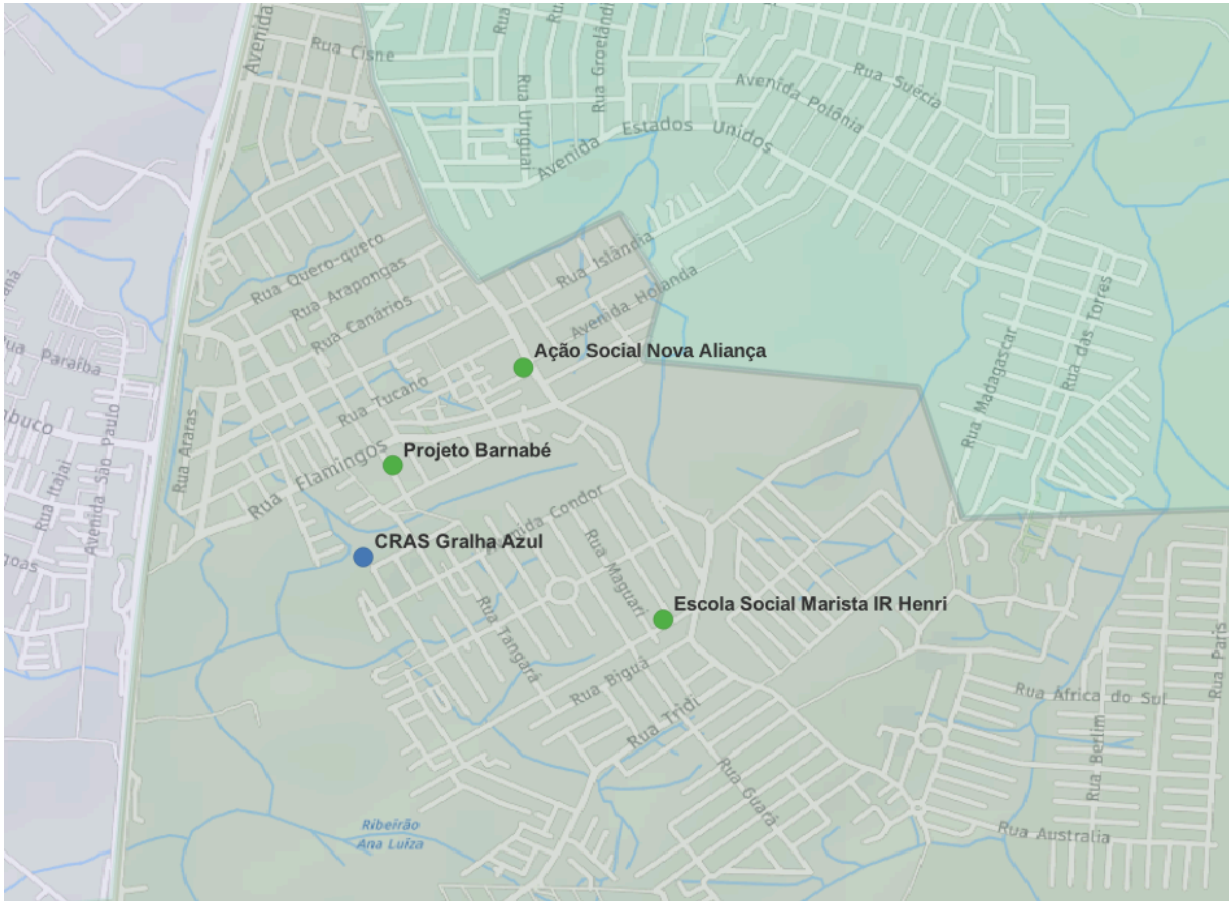 Avenida
Rua Cisne
Rua Uruguai
Rua Groelândia
Rua Suécia
Avenida Polônia
Avenida Estados Unidos
Rua Quero-quero
Rua Islândia
Rua Arapongas
Avenida Holanda
Rua Canários
Rua Paraíba
Ação Social Nova Aliança
Rua Madagascar
Rua das Torres
Rua Tucano
Rua Araras
Avenida São Paulo
Rua Itajaí
Projeto Barnabé
Rua Flamingos
Avenida Condor
CRAS Gralha Azul
Rua Maguari
Escola Social Marista IR Henri
Rua Tangará
Rua Biguá
Rua Tridi
Rua Paris
Rua África do Sul
Rua Berlim
Rua Guará
Ribeirão
Ana Luíza
Rua Australia